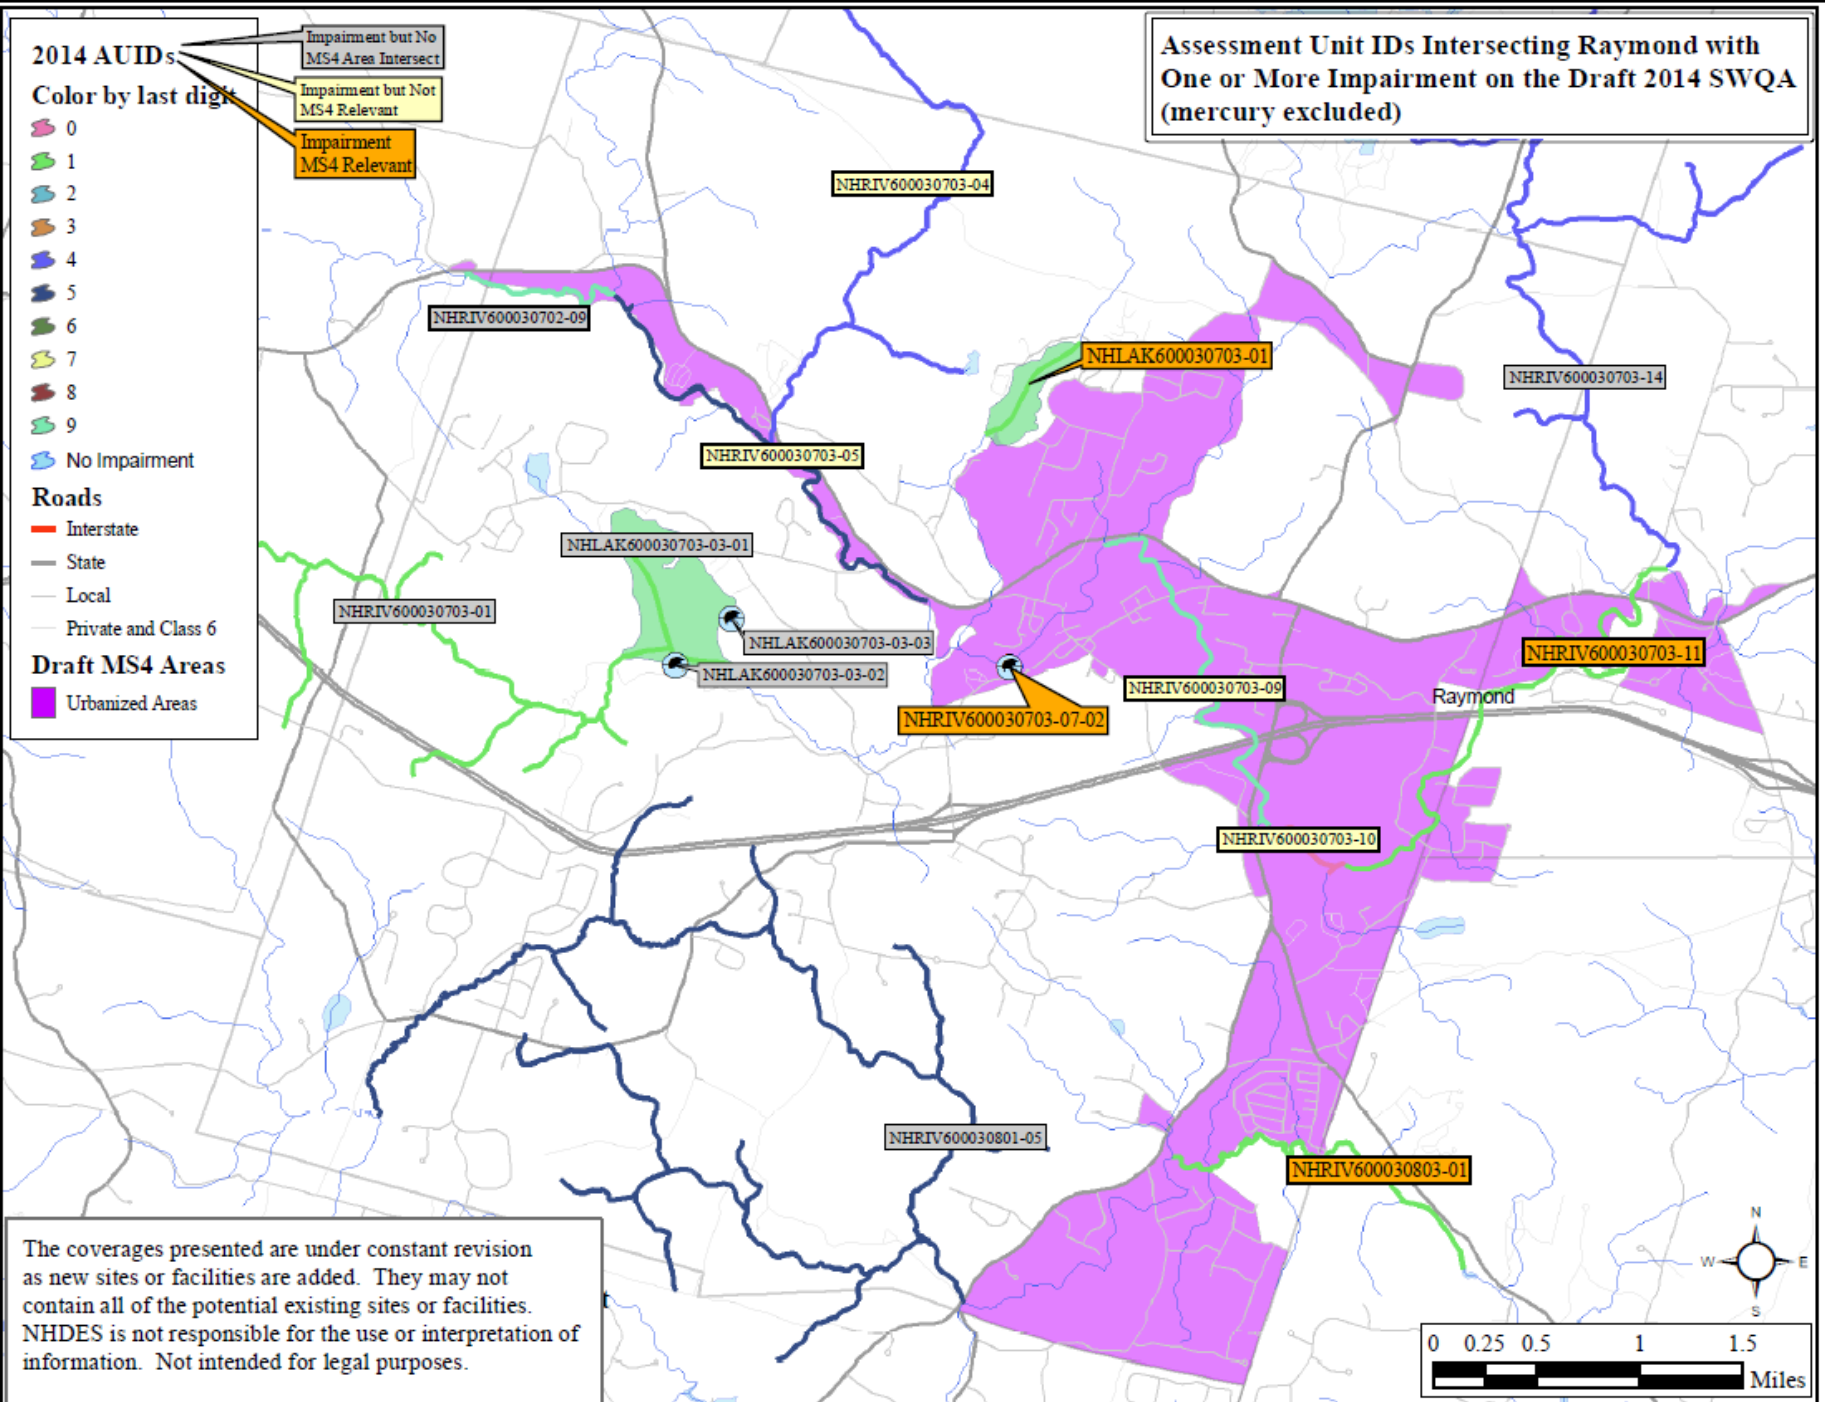 Assessment Unit IDs Intersecting Raymond with
One or More Impairment on the Draft 2014 SWQA
(mercury excluded)
2014 AUIDs
Impairment but No
MS4 Area Intersect
Impairment but Not
MS4 Relevant
Impairment
MS4 Relevant
Color by last digit
0
1
2
3
4
5
6
7
8
9
No Impairment
Roads
Interstate
State
Local
Private and Class 6
Draft MS4 Areas
Urbanized Areas
NHRIV600030703-04
NHRIV600030702-09
NHLAK600030703-01
NHRIV600030703-14
NHRIV600030703-05
NHLAK600030703-03-01
NHRIV600030703-01
NHLAK600030703-03-03
NHLAK600030703-03-02
NHRIV600030703-11
NHRIV600030703-09
Raymond
NHRIV600030703-07-02
NHRIV600030703-10
NHRIV600030801-05
NHRIV600030803-01
The coverages presented are under constant revision
as new sites or facilities are added. They may not
contain all of the potential existing sites or facilities.
NHDES is not responsible for the use or interpretation of
information. Not intended for legal purposes.
t
N
W E
S
0 0.25 0.5 1 1.5
Miles